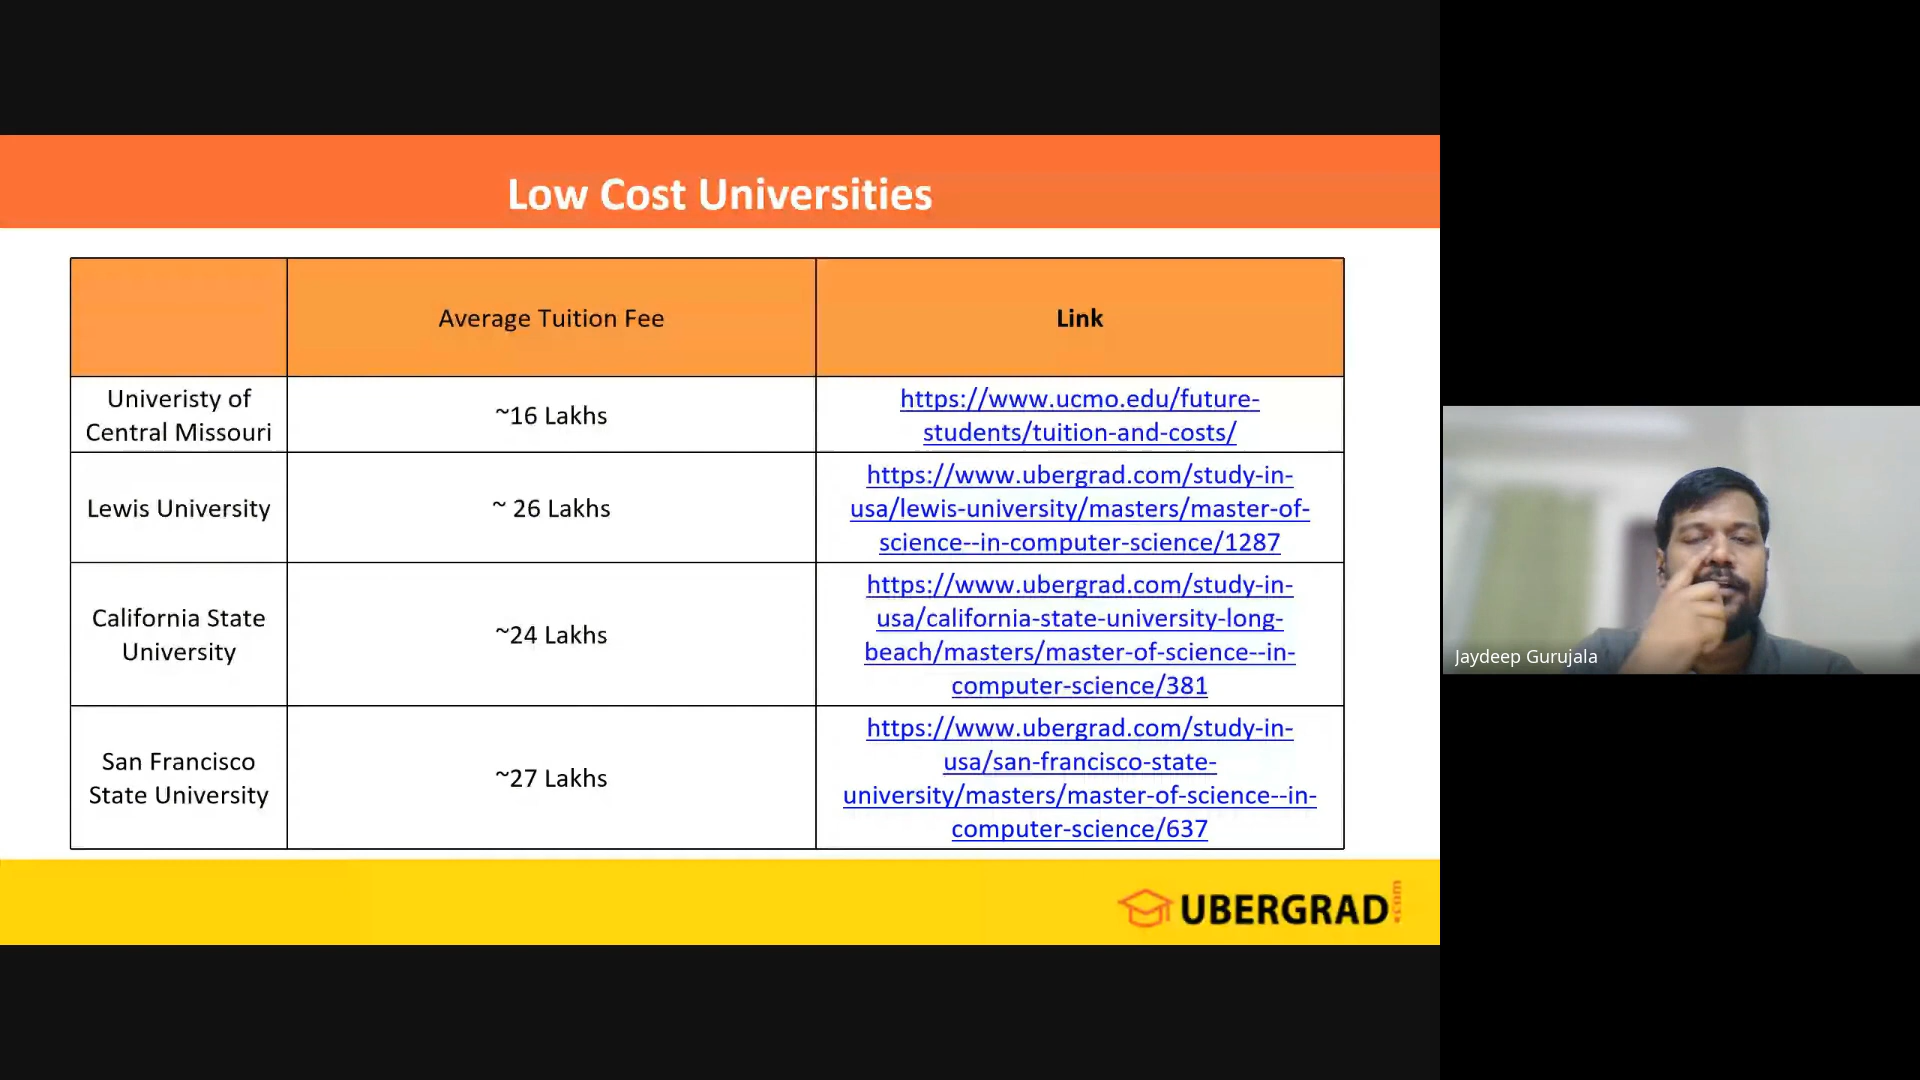 Low Cost Universities
Average Tuition Fee
Link
Univeristy of
Central Missouri
~16 Lakhs
https://www.ucmo.edu/future-
students/tuition-and-costs/
Lewis University
~ 26 Lakhs
https://www.ubergrad.com/study-in-
usa/lewis-university/masters/master-of-
science--in-computer-science/1287
California State
University
~24 Lakhs
https://www.ubergrad.com/study-in-
usa/california-state-university-long-
beach/masters/master-of-science--in-
computer-science/381
San Francisco
State University
~27 Lakhs
https://www.ubergrad.com/study-in-
usa/san-francisco-state-
university/masters/master-of-science--in-
computer-science/637
UBERGRAD.com
Jaydeep Gurujala